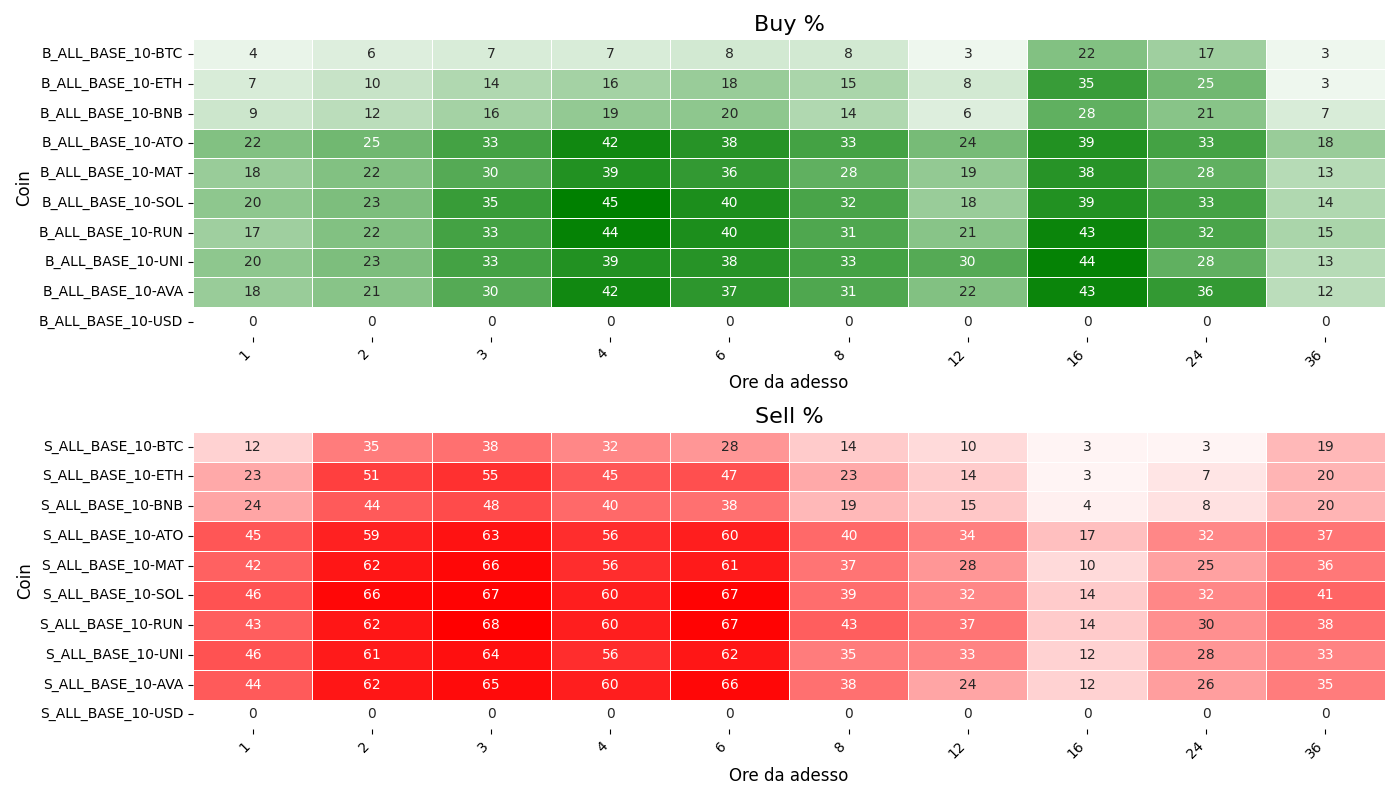 Buy %
Coin
B_ALL_BASE_10-BTC 4 6 7 7 8 8 3 22 17 3
B_ALL_BASE_10-ETH 7 10 14 16 18 15 8 35 25 3
B_ALL_BASE_10-BNB 9 12 16 19 20 14 6 28 21 7
B_ALL_BASE_10-ATO 22 25 33 42 38 33 24 39 33 18
B_ALL_BASE_10-MAT 18 22 30 39 36 28 19 38 28 13
B_ALL_BASE_10-SOL 20 23 35 45 40 32 18 39 33 14
B_ALL_BASE_10-RUN 17 22 33 44 40 31 21 43 32 15
B_ALL_BASE_10-UNI 20 23 33 39 38 33 30 44 28 13
B_ALL_BASE_10-AVA 18 21 30 42 37 31 22 43 36 12
B_ALL_BASE_10-USD 0 0 0 0 0 0 0 0 0 0
1 2 3 4 6 8 12 16 24 36
Ore da adesso
Sell %
Coin
S_ALL_BASE_10-BTC 12 35 38 32 28 14 10 3 3 19
S_ALL_BASE_10-ETH 23 51 55 45 47 23 14 3 7 20
S_ALL_BASE_10-BNB 24 44 48 40 38 19 15 4 8 20
S_ALL_BASE_10-ATO 45 59 63 56 60 40 34 17 32 37
S_ALL_BASE_10-MAT 42 62 66 56 61 37 28 10 25 36
S_ALL_BASE_10-SOL 46 66 67 60 67 39 32 14 32 41
S_ALL_BASE_10-RUN 43 62 68 60 67 43 37 14 30 38
S_ALL_BASE_10-UNI 46 61 64 56 62 35 33 12 28 33
S_ALL_BASE_10-AVA 44 62 65 60 66 38 24 12 26 35
S_ALL_BASE_10-USD 0 0 0 0 0 0 0 0 0 0
1 2 3 4 6 8 12 16 24 36
Ore da adesso